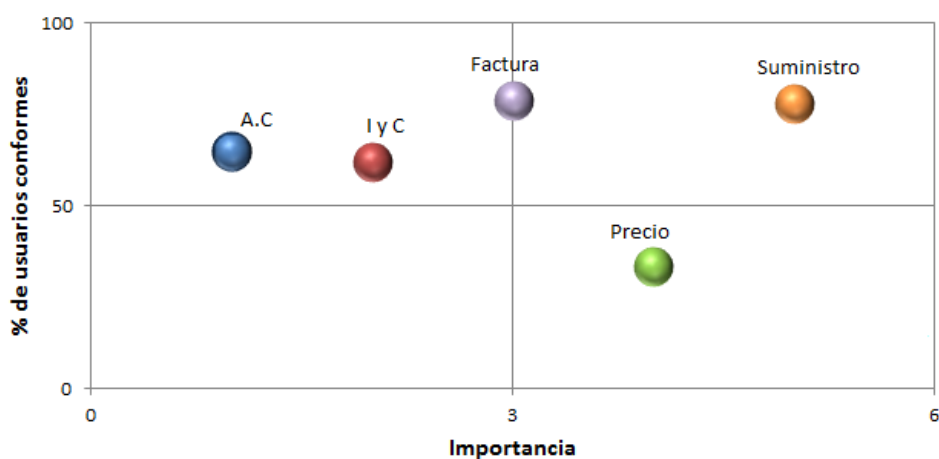 100
Factura
Suministro
A.C
I y C
% de usuarios conformes
50
Precio
0
0
3
6
Importancia